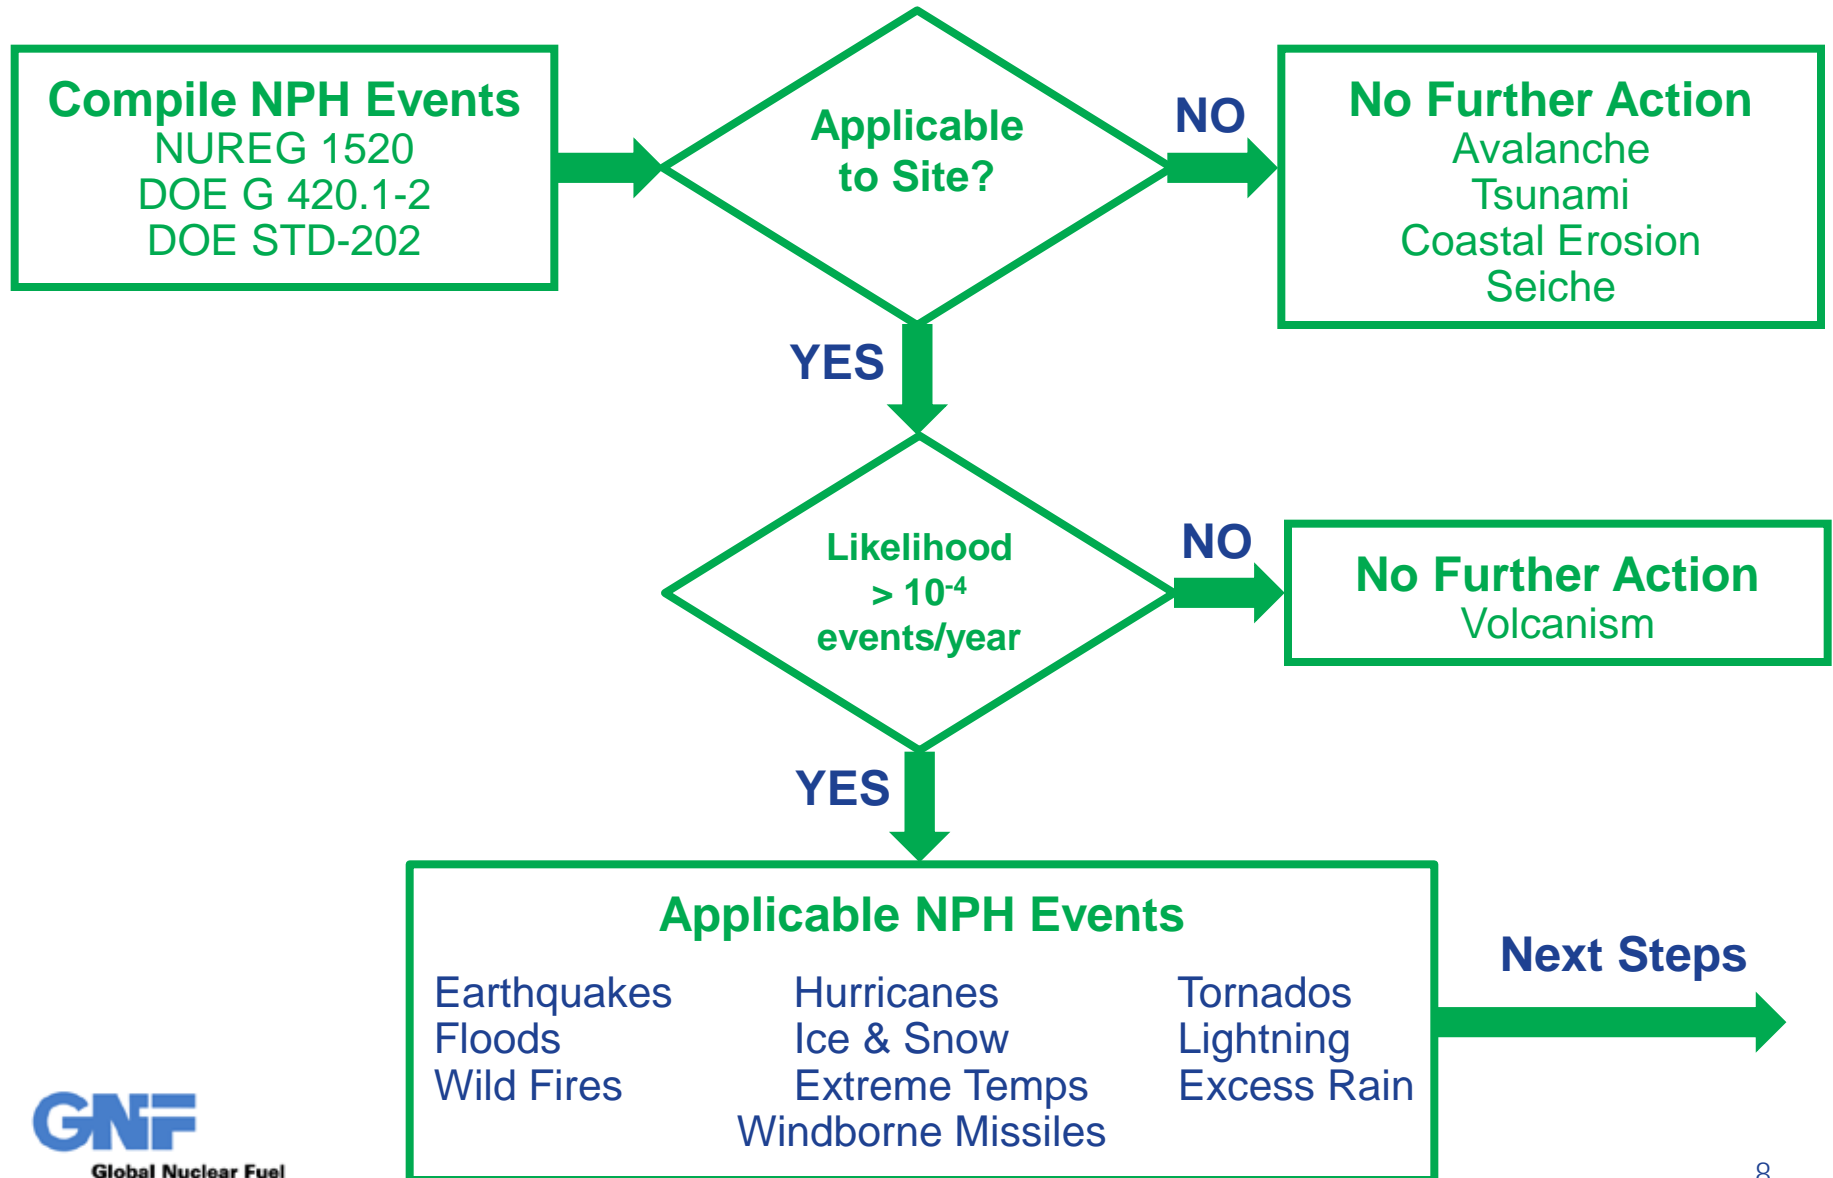 Compile NPH Events
NUREG 1520
DOE G 420.1-2
DOE STD-202
Applicable
to Site?
NO
No Further Action
Avalanche
Tsunami
Coastal Erosion
Seiche
YES
Likelihood
> 10⁻⁴
events/year
NO
No Further Action
Volcanism
YES
Applicable NPH Events
Earthquakes Hurricanes Tornados
Floods Ice & Snow Lightning
Wild Fires Extreme Temps Excess Rain
Windborne Missiles
Next Steps
GNF
Global Nuclear Fuel
8